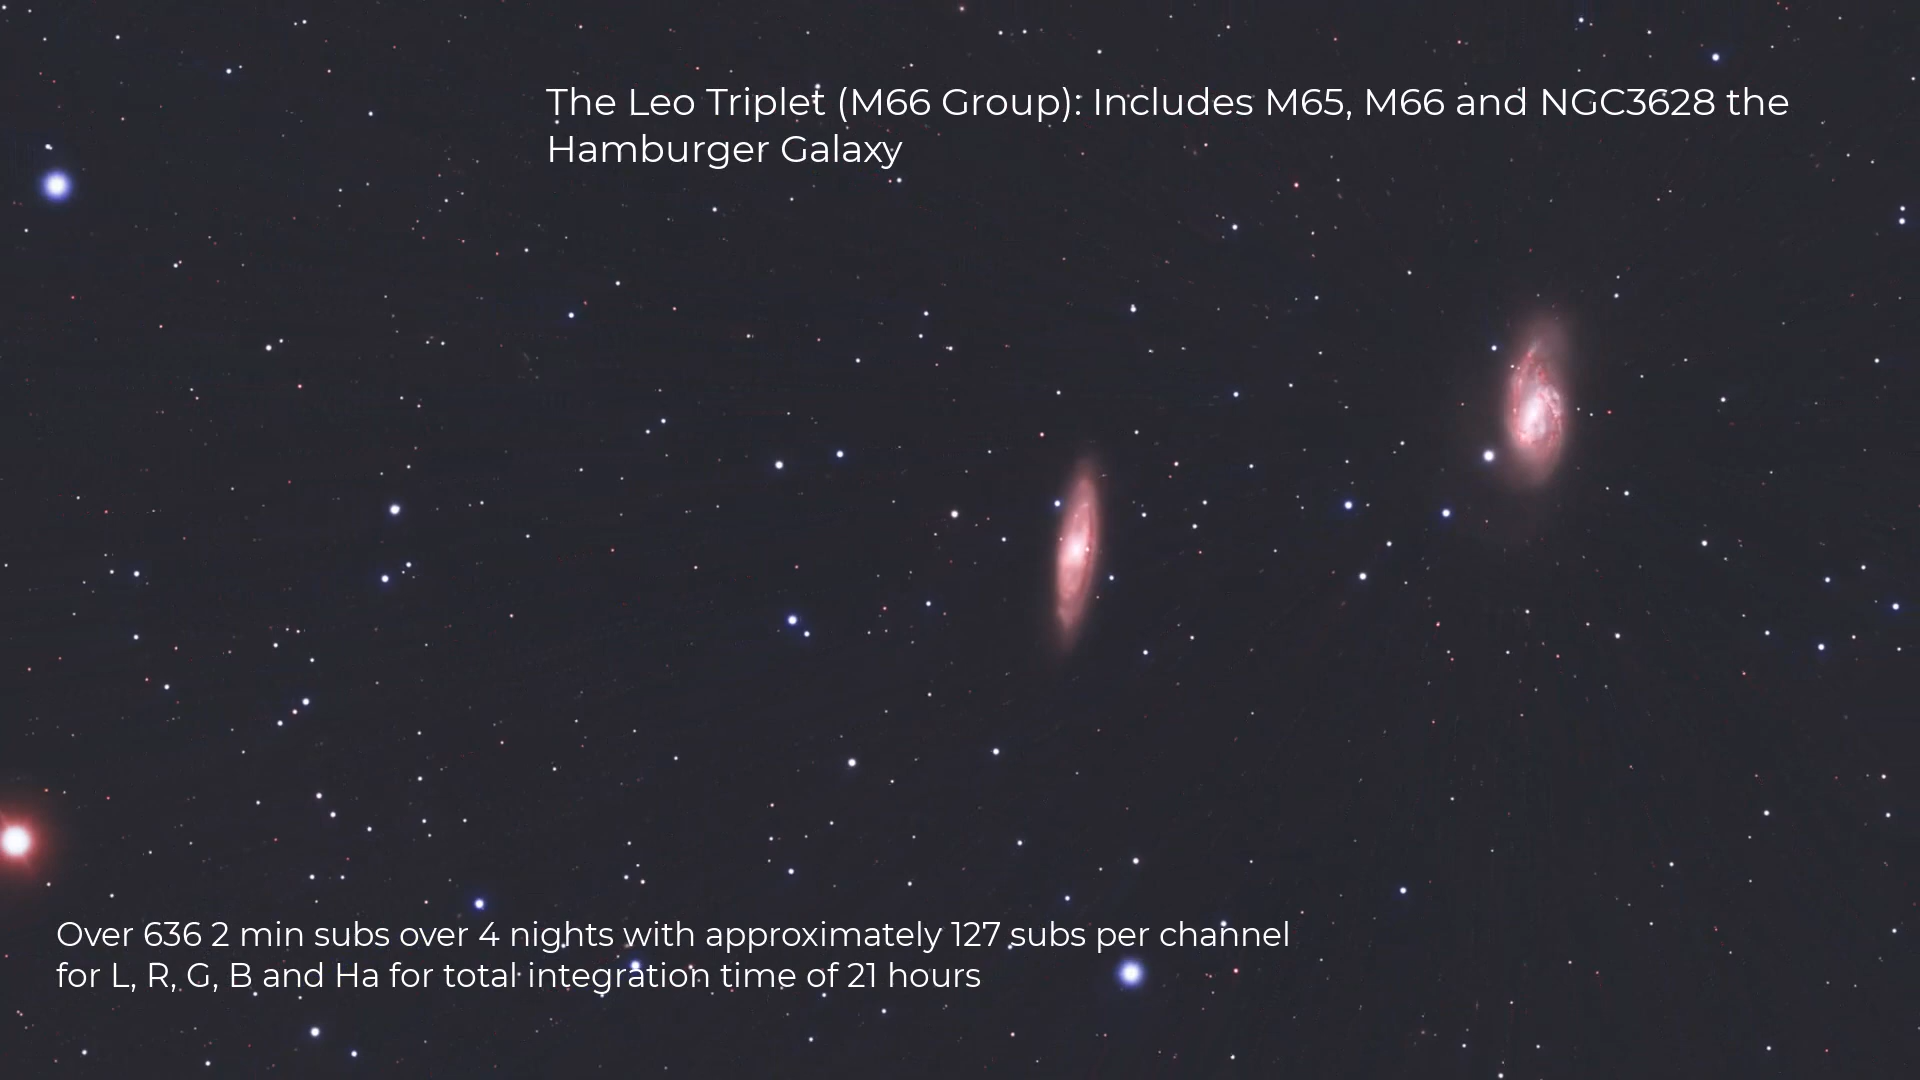 The Leo Triplet (M66 Group): Includes M65, M66 and NGC3628 the
Hamburger Galaxy
Over 636 2 min subs over 4 nights with approximately 127 subs per channel
for L, R, G, B and Ha for total integration time of 21 hours